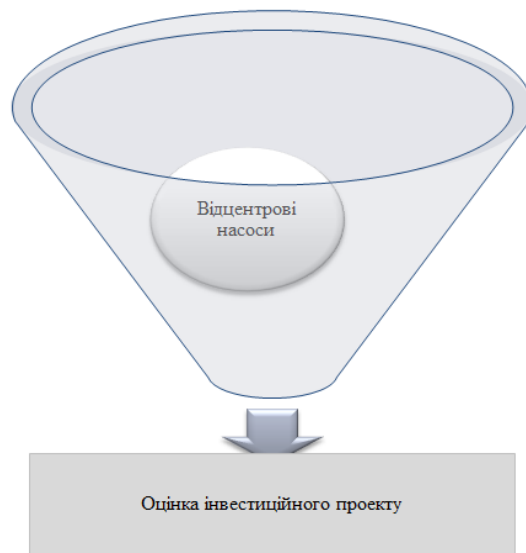 Відцентрові
насоси
Оцінка інвестиційного проекту